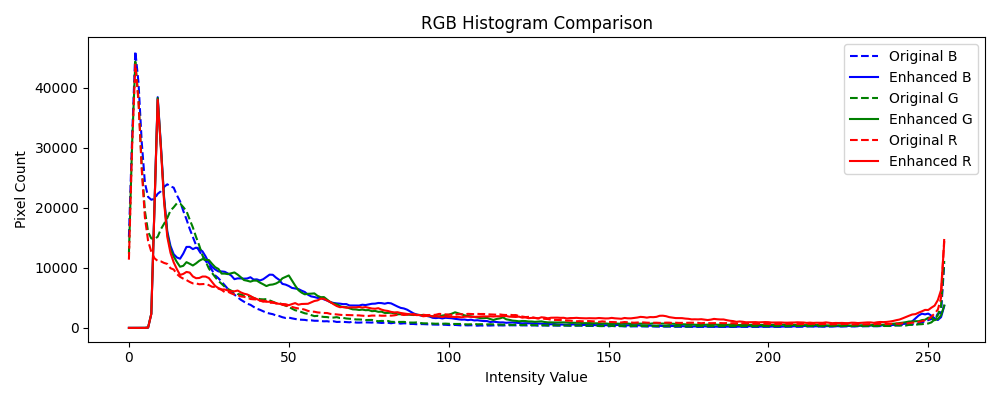 RGB Histogram Comparison
Original B
Enhanced B
Original G
Enhanced G
Original R
Enhanced R
Pixel Count
40000
30000
20000
10000
0
0 50 100 150 200 250
Intensity Value